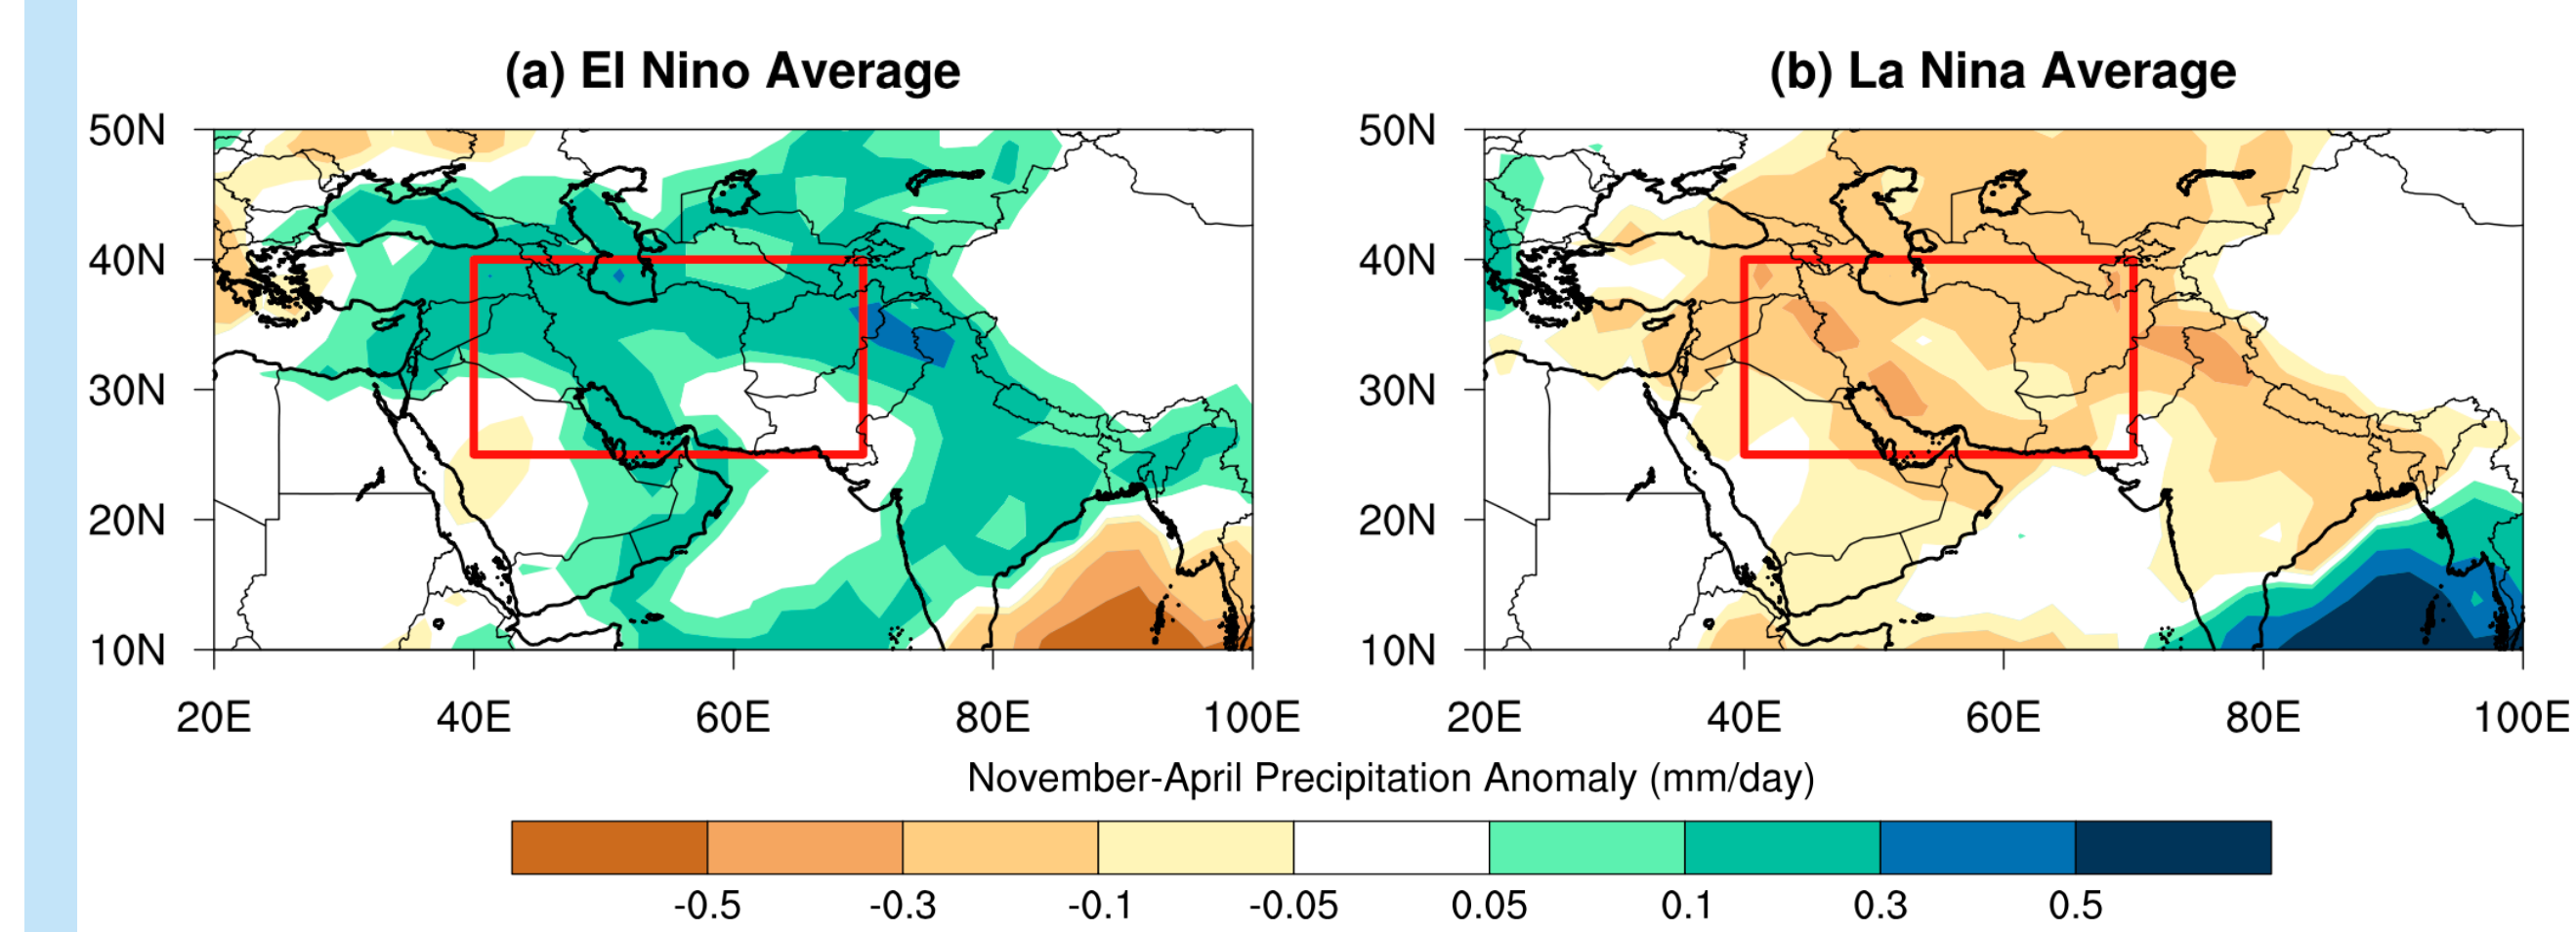 (a) El Nino Average
50N
40N
30N
20N
10N
20E 40E 60E 80E 100E
(b) La Nina Average
50N
40N
30N
20N
10N
20E 40E 60E 80E 100E
November-April Precipitation Anomaly (mm/day)
-0.5 -0.3 -0.1 -0.05 0.05 0.1 0.3 0.5